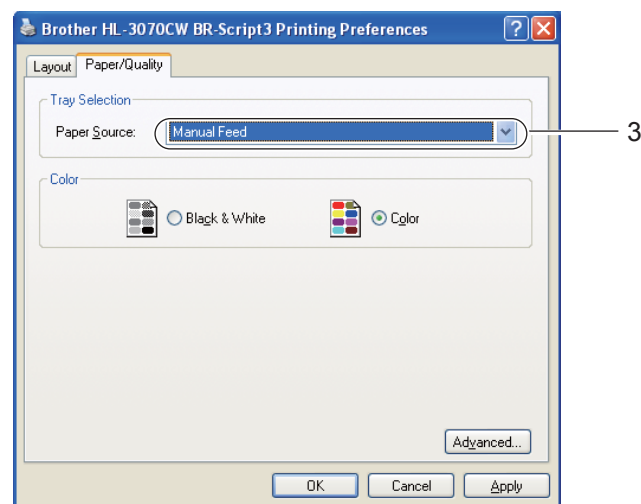 Brother HL-3070CW BR-Script3 Printing Preferences
Layout Paper/Quality
Tray Selection
Paper Source: Manual Feed 3
Color
Black & White Color
Advanced...
OK Cancel Apply